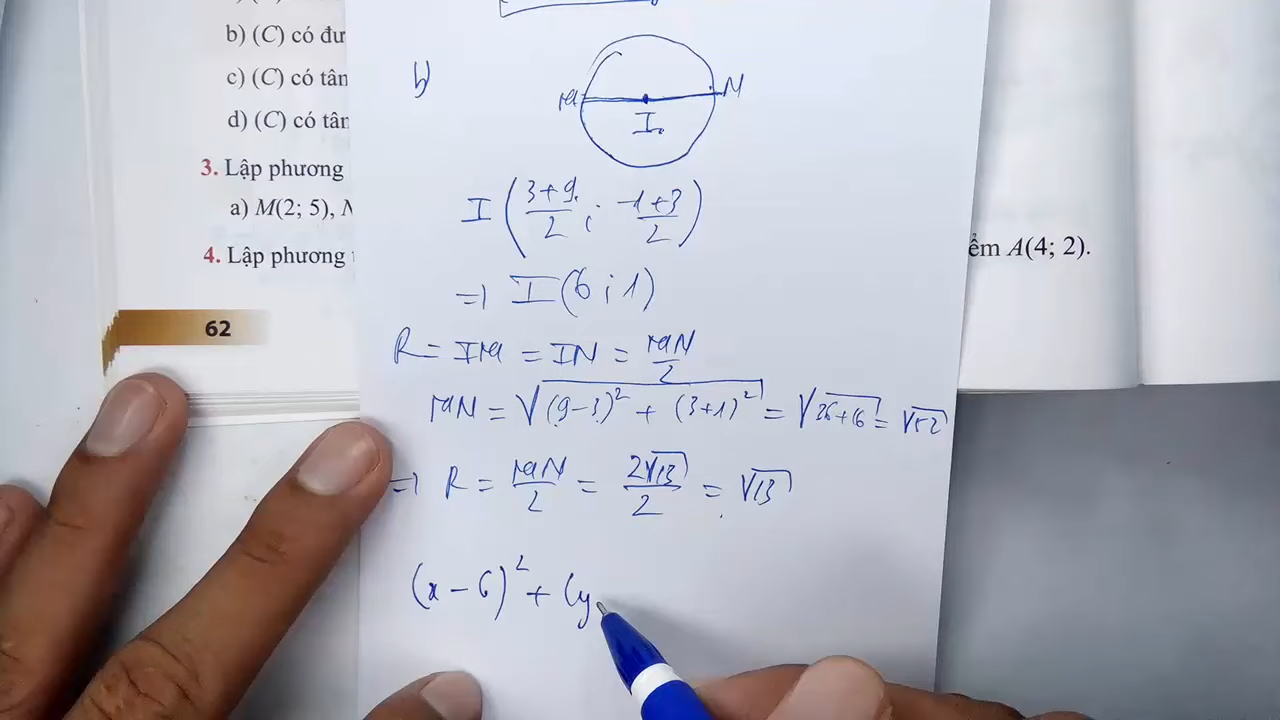 b) (C) có đư
c) (C) có tân
d) (C) có tân
3. Lập phương
a) M(2; 5), N
4. Lập phương t
ểm A(4; 2).
62
b)
M N
I
I ( 3+9/2 ; -1+3/2 )
=> I(6 ; 1)
R = IM = IN = MN/2
MN = √(9-3)² + (3+1)² = √36+16 = √52
=> R = MN/2 = 2√13/2 = √13
(x - 6)² + (y